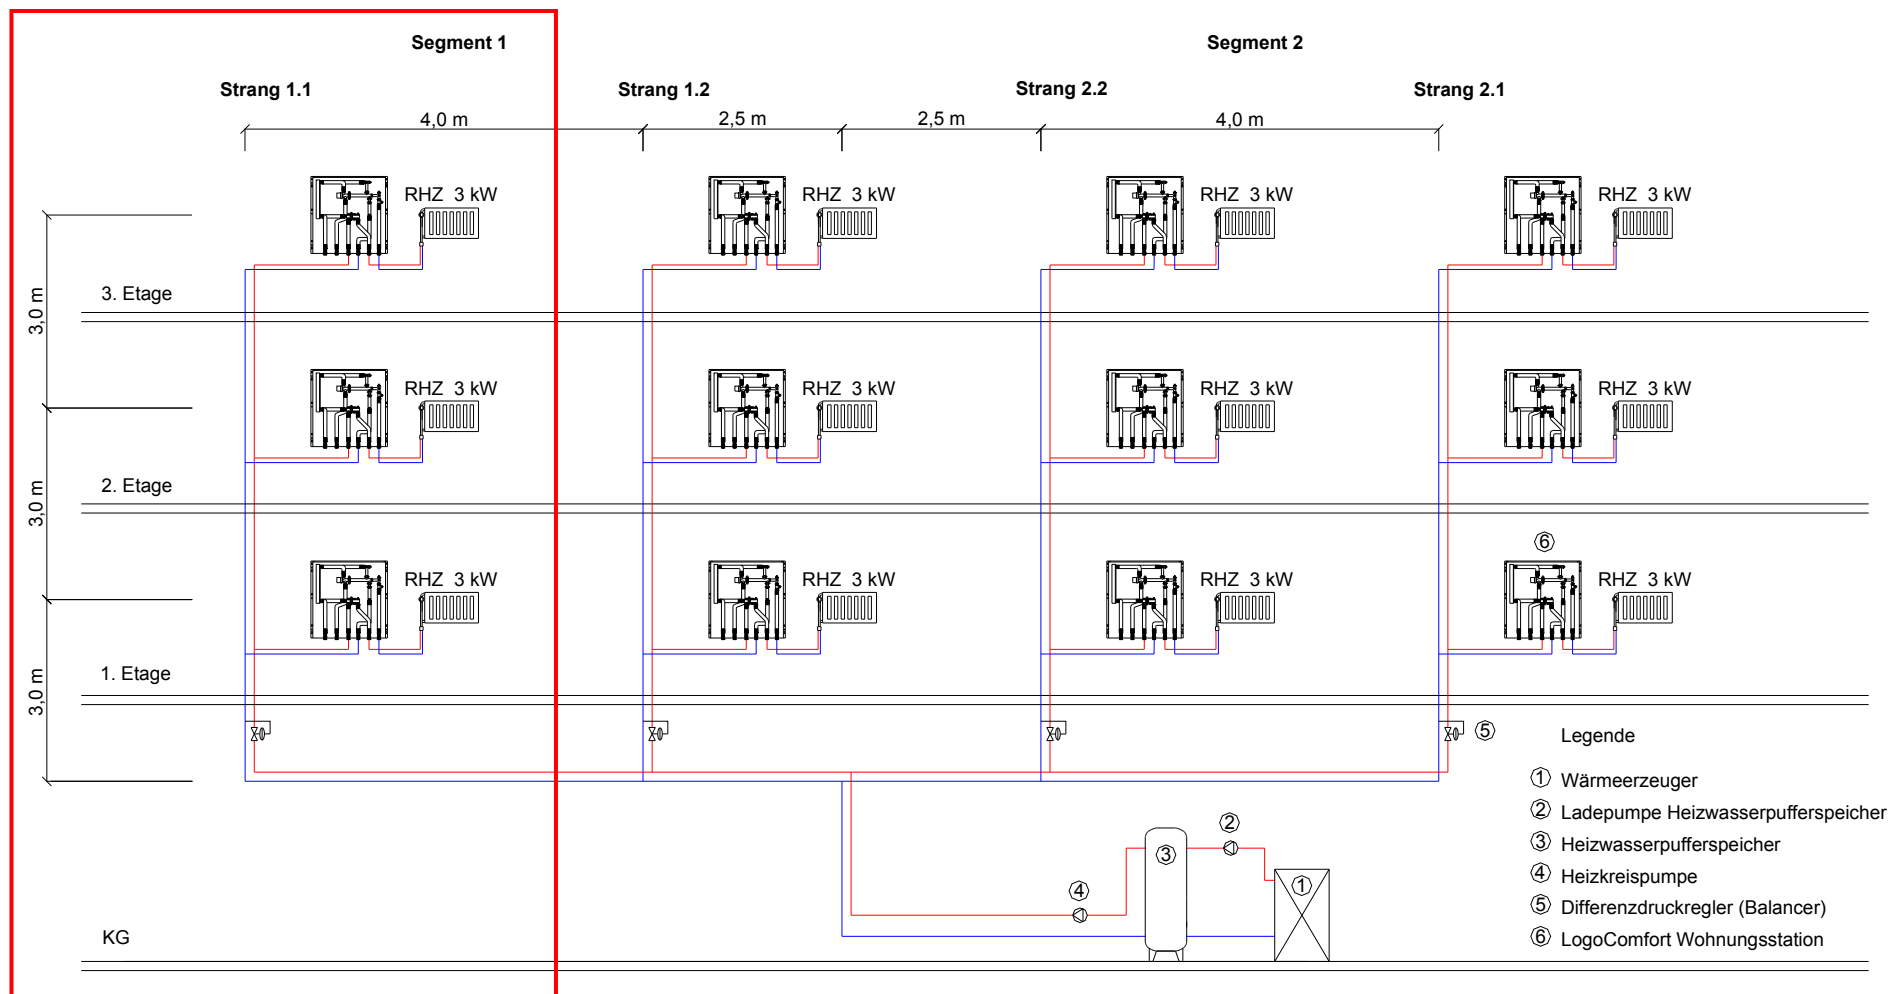 Segment 1
Segment 2
Strang 1.1
Strang 1.2
Strang 2.2
Strang 2.1
4,0 m
2,5 m
2,5 m
4,0 m
RHZ 3 kW
RHZ 3 kW
RHZ 3 kW
RHZ 3 kW
3,0 m
3. Etage
RHZ 3 kW
RHZ 3 kW
RHZ 3 kW
RHZ 3 kW
3,0 m
2. Etage
6
RHZ 3 kW
RHZ 3 kW
RHZ 3 kW
RHZ 3 kW
3,0 m
1. Etage
5
Legende
1 Wärmeerzeuger
2 Ladepumpe Heizwasserpufferspeicher
3 Heizwasserpufferspeicher
4 Heizkreispumpe
5 Differenzdruckregler (Balancer)
6 LogoComfort Wohnungsstation
2
3
1
4
KG